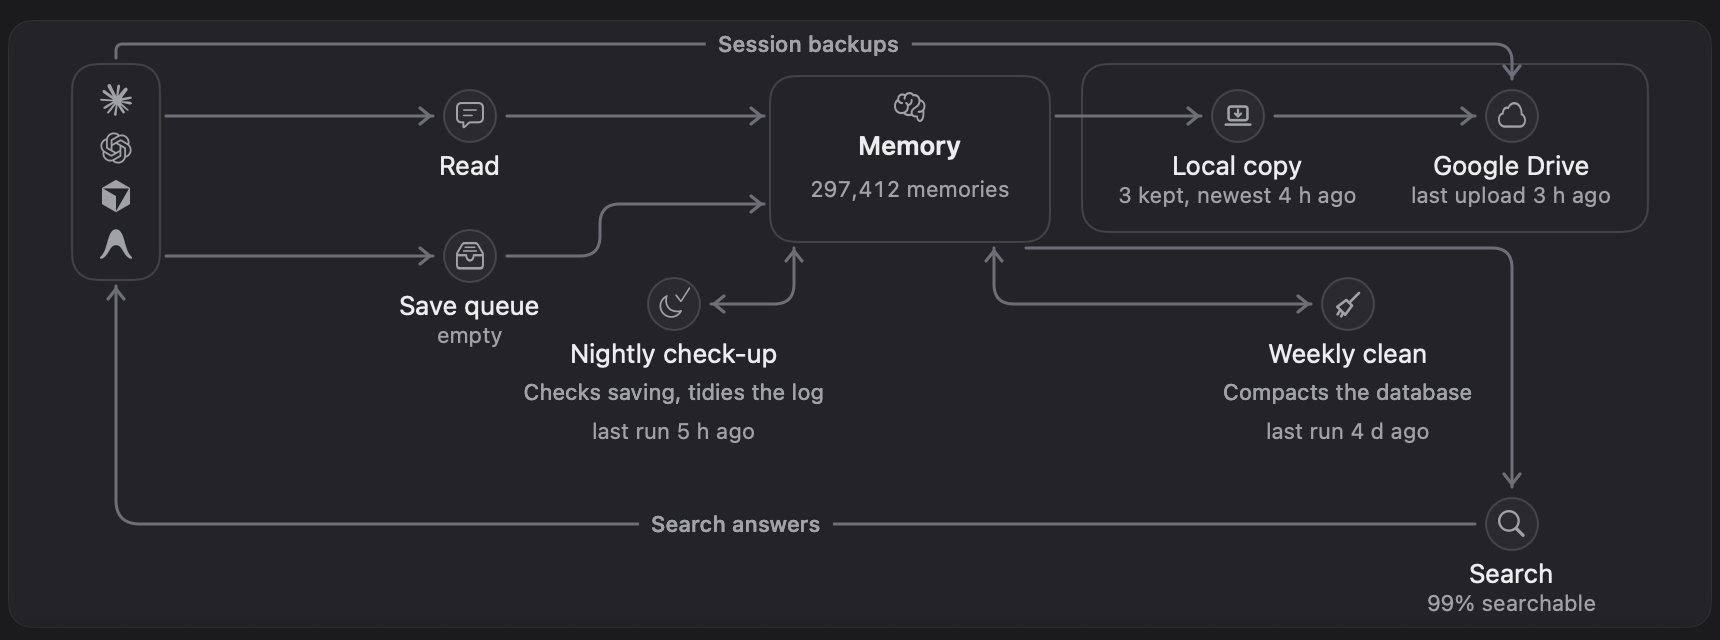 Session backups
Read
Memory
297,412 memories
Local copy
3 kept, newest 4 h ago
Google Drive
last upload 3 h ago
Save queue
empty
Nightly check-up
Checks saving, tidies the log
last run 5 h ago
Weekly clean
Compacts the database
last run 4 d ago
Search answers
Search
99% searchable